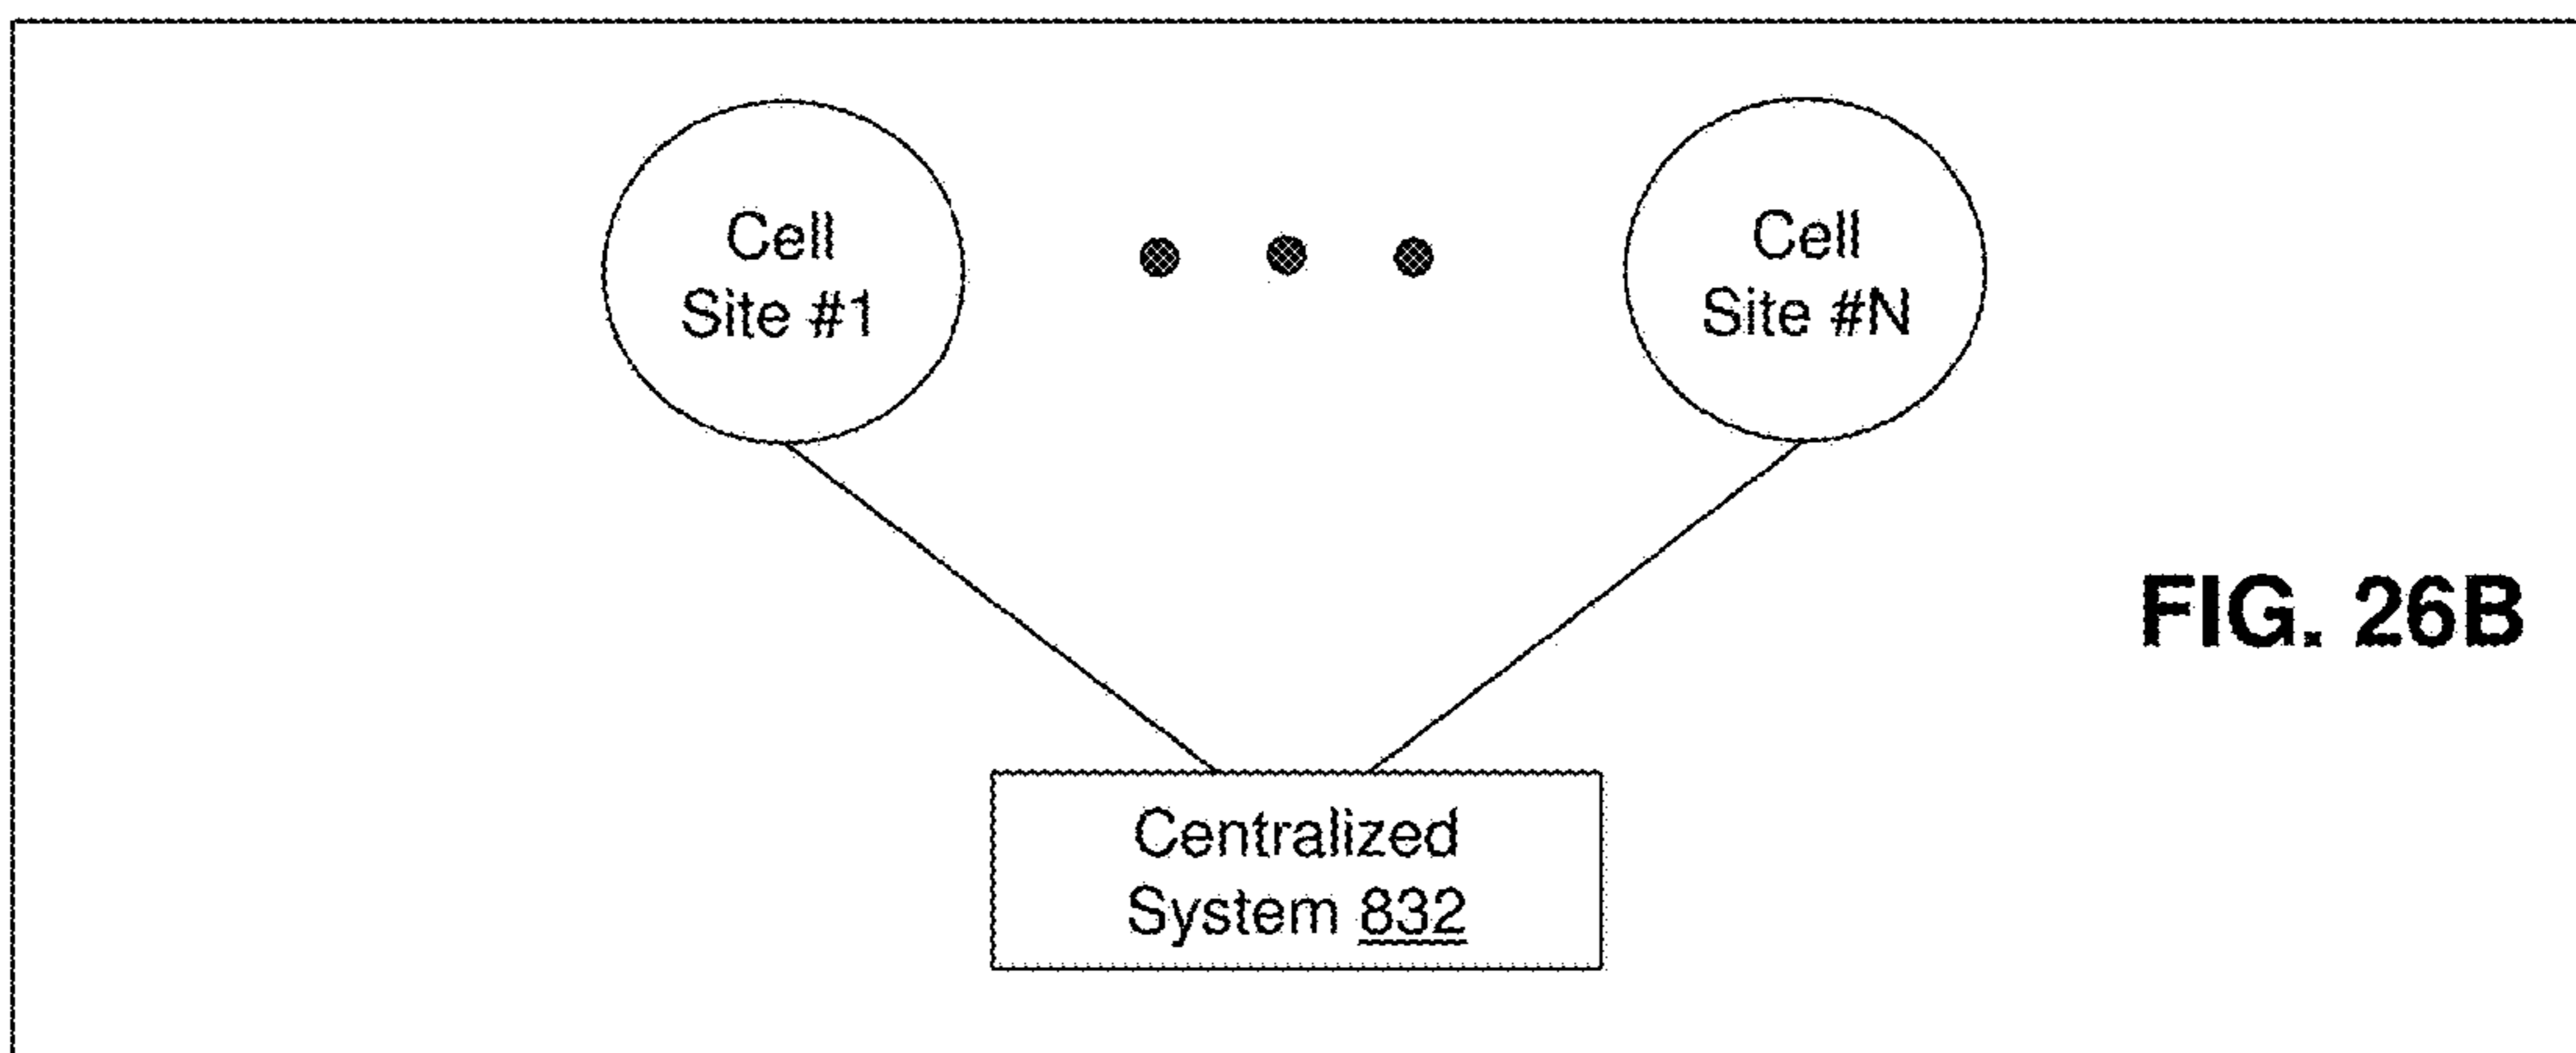 Cell
Site #1
Cell
Site #N
FIG. 26B
Centralized
System 832